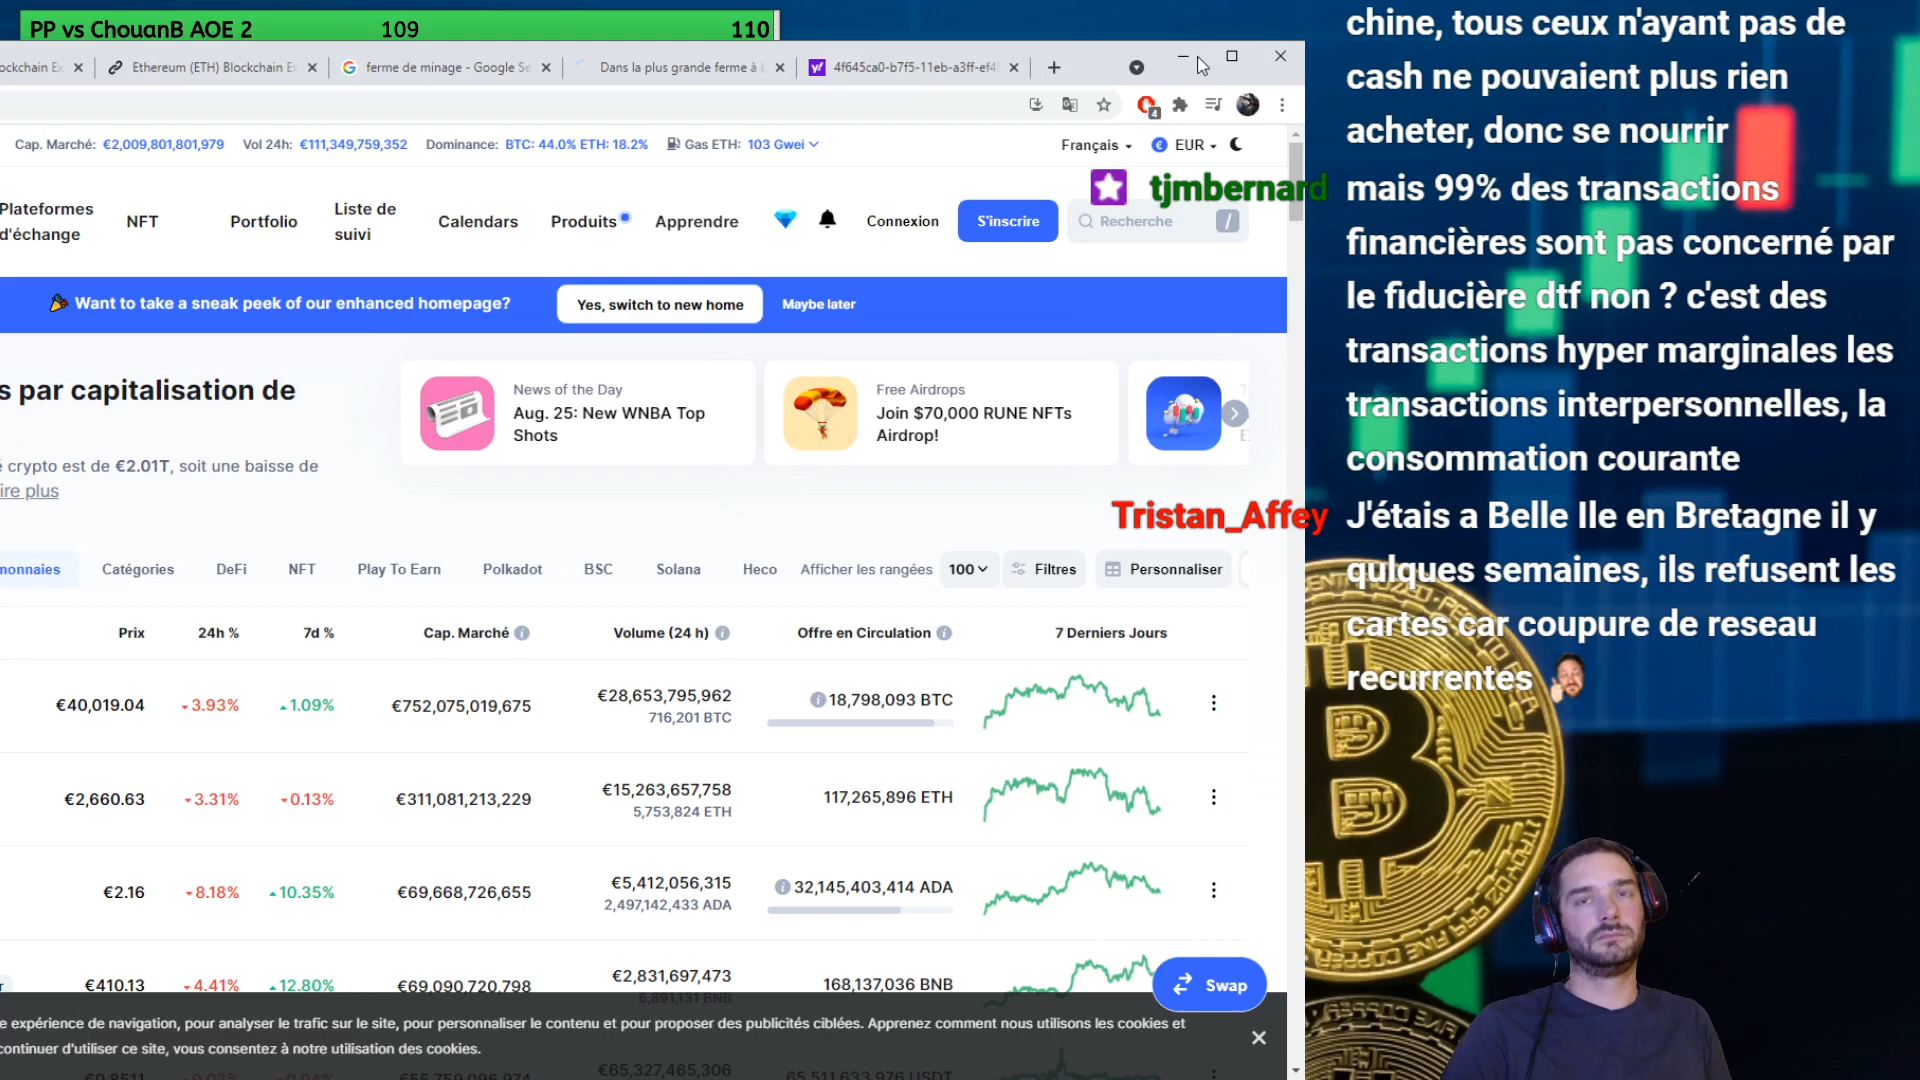 PP vs ChouanB AOE 2 109 110
ockchain Ex
Ethereum (ETH) Blockchain Ex
ferme de minage - Google Se
Dans la plus grande ferme à b
4f645ca0-b7f5-11eb-a3ff-ef4
4
Cap. Marché: €2,009,801,801,979 Vol 24h: €111,349,759,352 Dominance: BTC: 44.0% ETH: 18.2% Gas ETH: 103 Gwei
Français EUR
Plateformes
d'échange
NFT
Portfolio
Liste de
suivi
Calendars
Produits
Apprendre
Connexion
S'inscrire
Recherche /
Want to take a sneak peek of our enhanced homepage?
Yes, switch to new home
Maybe later
s par capitalisation de
News of the Day
Aug. 25: New WNBA Top
Shots
Free Airdrops
Join $70,000 RUNE NFTs
Airdrop!
é crypto est de €2.01T, soit une baisse de
ire plus
monnaies Catégories DeFi NFT Play To Earn Polkadot BSC Solana Heco Afficher les rangées 100 Filtres Personnaliser
Prix 24h % 7d % Cap. Marché Volume (24 h) Offre en Circulation 7 Derniers Jours
€40,019.04 3.93% 1.09% €752,075,019,675 €28,653,795,962 18,798,093 BTC
716,201 BTC
€2,660.63 3.31% 0.13% €311,081,213,229 €15,263,657,758 117,265,896 ETH
5,753,824 ETH
€2.16 8.18% 10.35% €69,668,726,655 €5,412,056,315 32,145,403,414 ADA
2,497,142,433 ADA
€410.13 4.41% 12.80% €69,090,720,798 €2,831,697,473 168,137,036 BNB
6,891,131 BNB
Swap
e expérience de navigation, pour analyser le trafic sur le site, pour personnaliser le contenu et pour proposer des publicités ciblées. Apprenez comment nous utilisons les cookies et
continuer d'utiliser ce site, vous consentez à notre utilisation des cookies.
€65,327,465,306
chine, tous ceux n'ayant pas de
cash ne pouvaient plus rien
acheter, donc se nourrir
tjmbernard mais 99% des transactions
financières sont pas concerné par
le fiducière dtf non ? c'est des
transactions hyper marginales les
transactions interpersonnelles, la
consommation courante
Tristan_Affey J'étais a Belle Ile en Bretagne il y
qulques semaines, ils refusent les
cartes car coupure de reseau
recurrentes